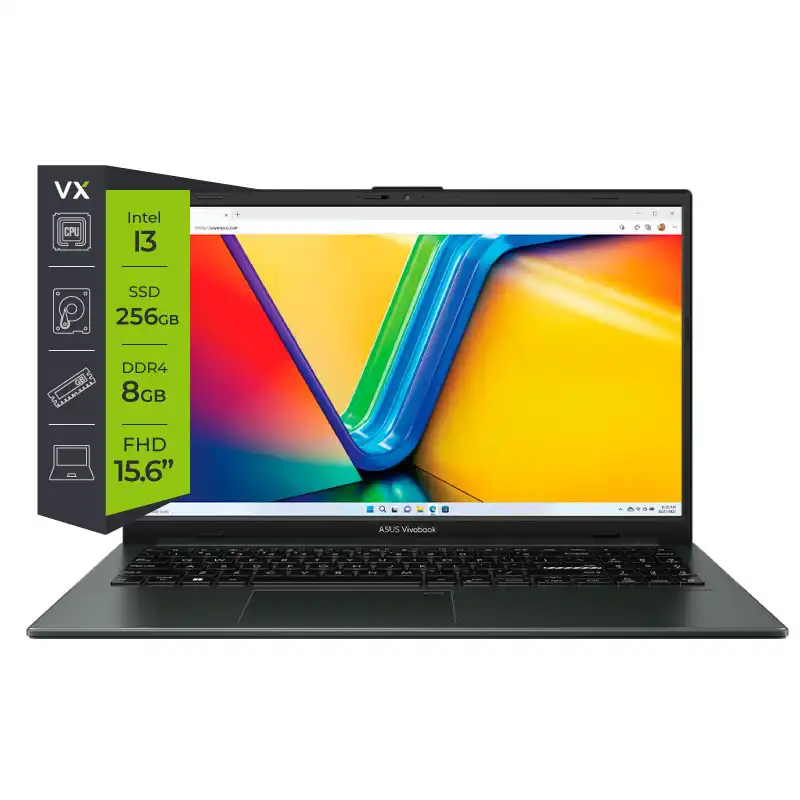 VX
CPU
Intel
I3
SSD
256GB
DDR4
8GB
FHD
15.6”
ASUS Vivobook